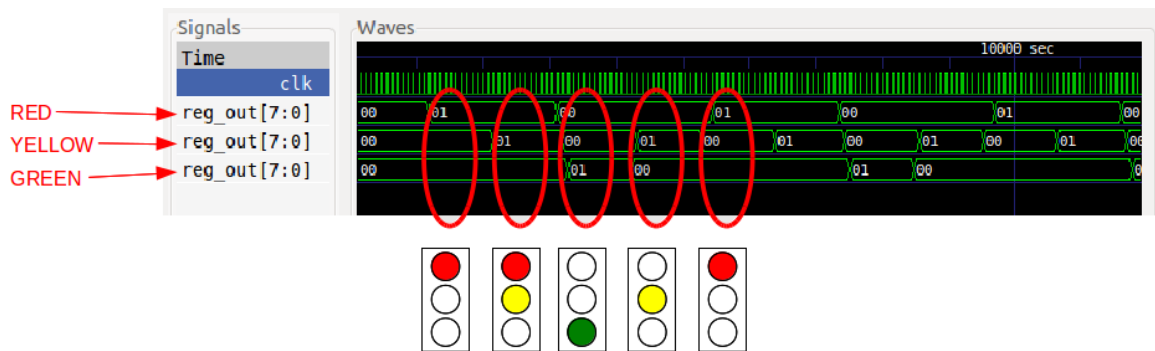 Signals
Waves
Time
10000 sec
clk
RED
reg_out[7:0]
00 01 00 01 00 01 00
YELLOW
reg_out[7:0]
00 01 00 01 00 01 00 01 00 01 00
GREEN
reg_out[7:0]
00 01 00 01 00